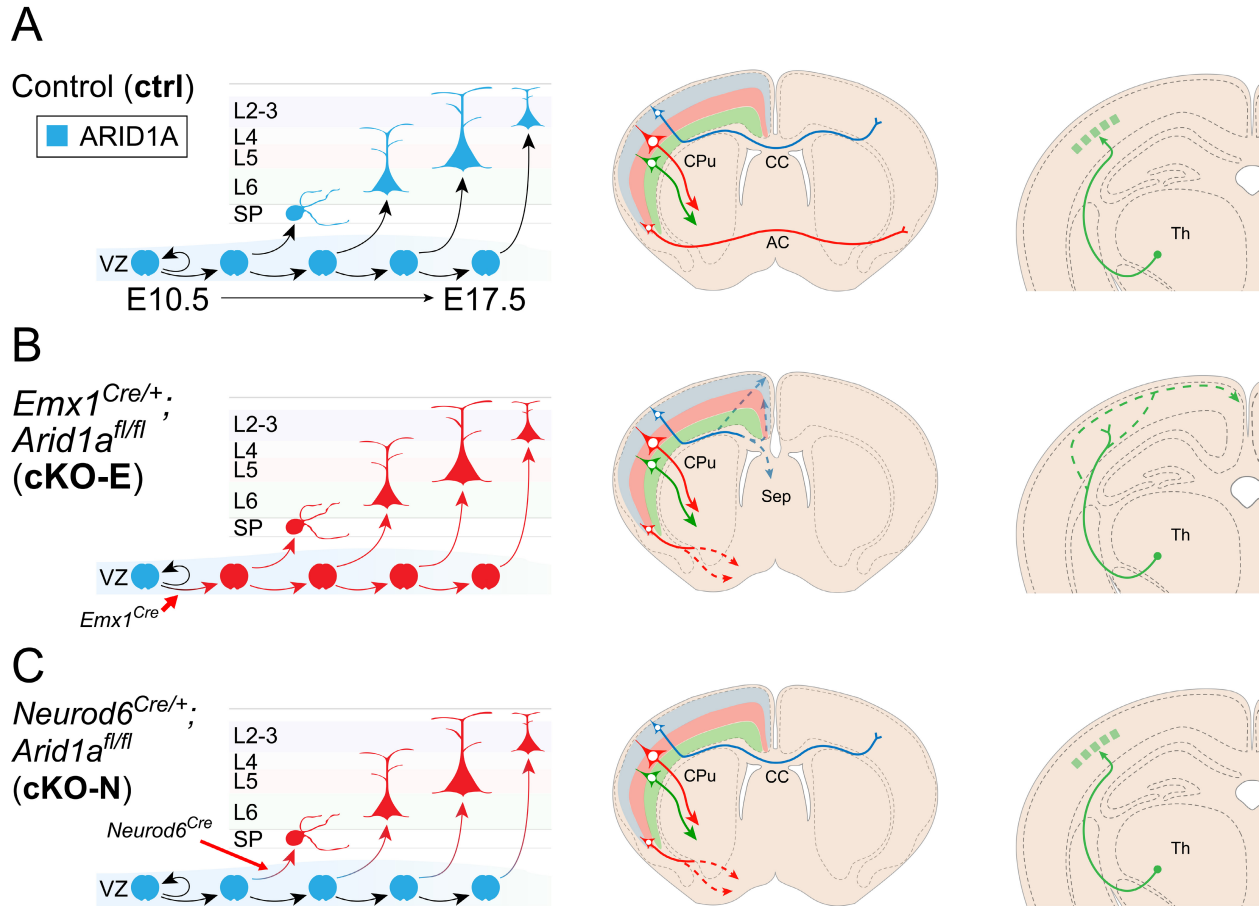 A
Control (ctrl)
ARID1A
L2-3
L4
L5
L6
SP
VZ
E10.5
E17.5
CPu
CC
AC
Th
B
Emx1Cre/+;
Arid1afl/fl
(cKO-E)
L2-3
L4
L5
L6
SP
VZ
Emx1Cre
CPu
Sep
Th
C
Neurod6Cre/+;
Arid1afl/fl
(cKO-N)
L2-3
L4
L5
L6
SP
Neurod6Cre
VZ
CPu
CC
Th